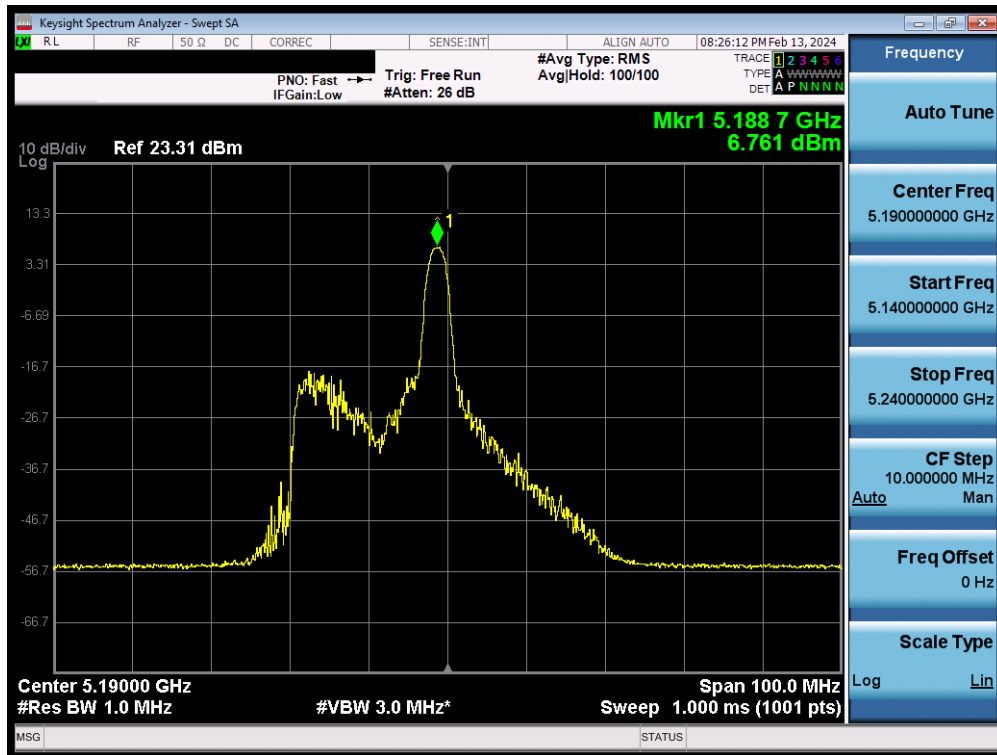 Keysight Spectrum Analyzer - Swept SA
LXI RL RF 50 Ω DC CORREC SENSE:INT ALIGN AUTO 08:26:12 PM Feb 13, 2024
PNO: Fast
IFGain:Low
Trig: Free Run
#Atten: 26 dB
#Avg Type: RMS
Avg|Hold: 100/100
TRACE 1 2 3 4 5 6
TYPE A WWWWW
DET A P N N N N
Mkr1 5.188 7 GHz
6.761 dBm
10 dB/div Ref 23.31 dBm
Log
13.3
3.31
-6.69
-16.7
-26.7
-36.7
-46.7
-56.7
-66.7
1
Center 5.19000 GHz Span 100.0 MHz
#Res BW 1.0 MHz #VBW 3.0 MHz* Sweep 1.000 ms (1001 pts)
MSG STATUS
Frequency
Auto Tune
Center Freq
5.190000000 GHz
Start Freq
5.140000000 GHz
Stop Freq
5.240000000 GHz
CF Step
10.000000 MHz
Auto Man
Freq Offset
0 Hz
Scale Type
Log Lin